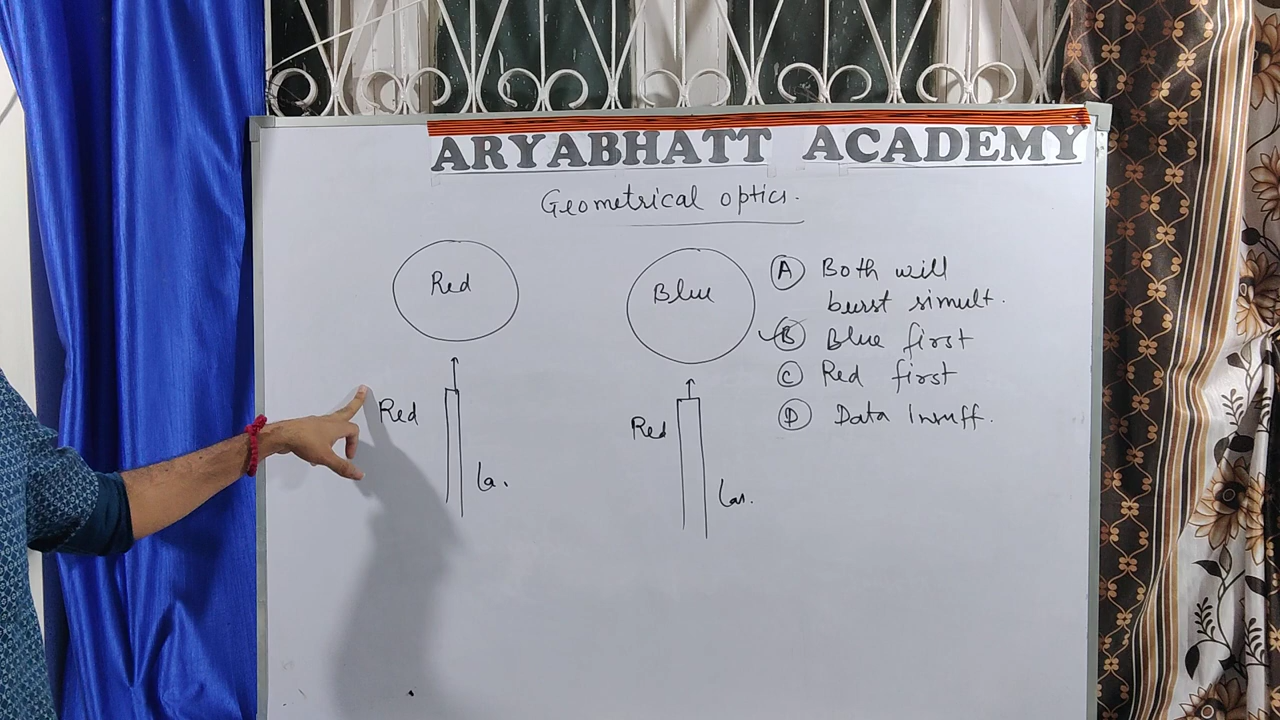 ARYABHATT ACADEMY
Geometrical optics.
Red
Blue
Red
La.
Red
Las.
A Both will
burst simult.
B Blue first
C Red first
D Data Insuff.